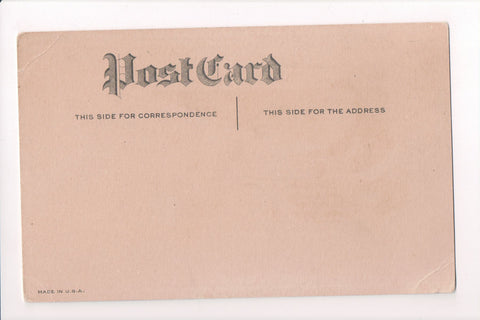 Post Card
THIS SIDE FOR CORRESPONDENCE
THIS SIDE FOR THE ADDRESS
MADE IN U.S.A.